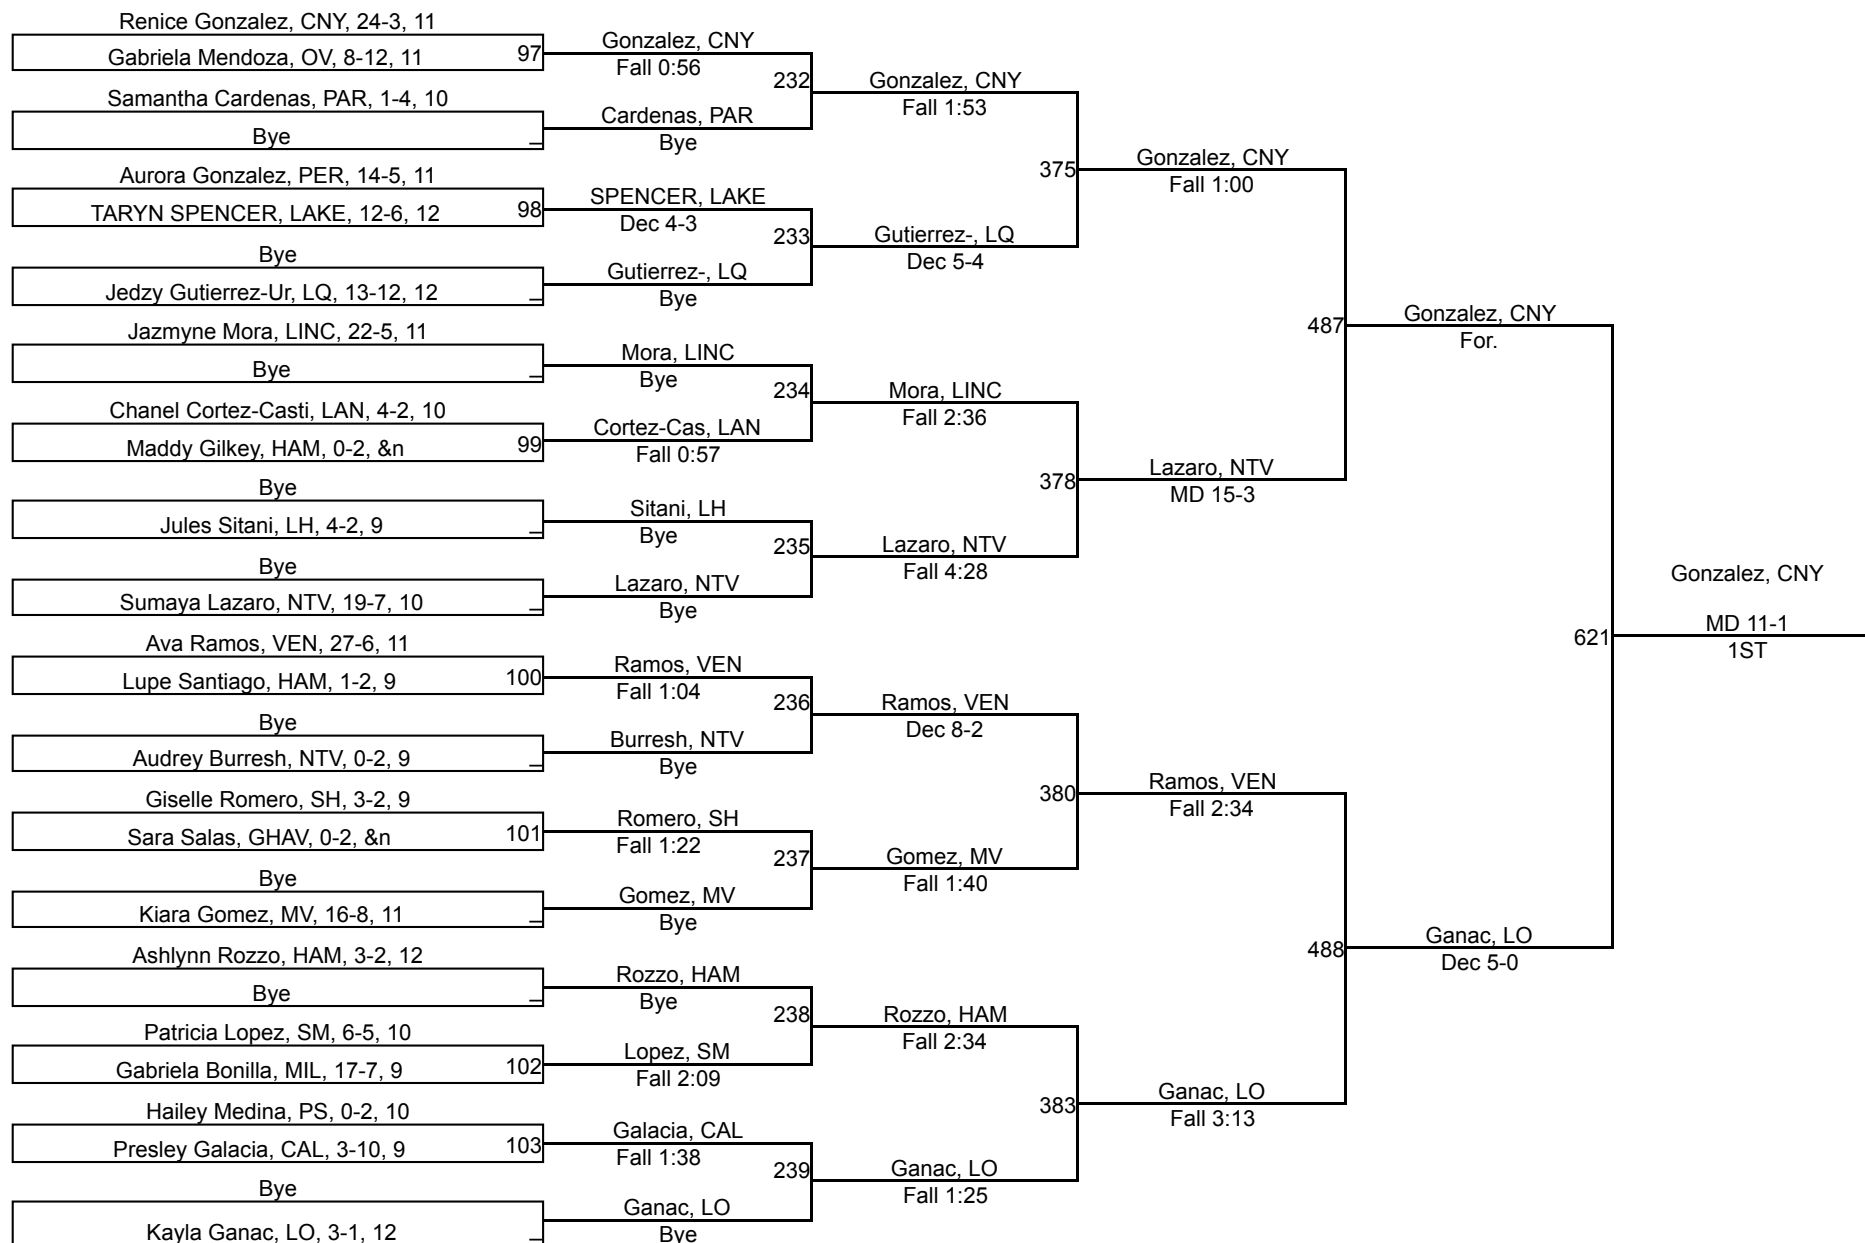 Renice Gonzalez, CNY, 24-3, 11
Gabriela Mendoza, OV, 8-12, 11
97
Samantha Cardenas, PAR, 1-4, 10
Bye
_
Aurora Gonzalez, PER, 14-5, 11
TARYN SPENCER, LAKE, 12-6, 12
98
Bye
Jedzy Gutierrez-Ur, LQ, 13-12, 12
_
Jazmyne Mora, LINC, 22-5, 11
Bye
_
Chanel Cortez-Casti, LAN, 4-2, 10
Maddy Gilkey, HAM, 0-2, &n
99
Bye
Jules Sitani, LH, 4-2, 9
_
Bye
Sumaya Lazaro, NTV, 19-7, 10
_
Ava Ramos, VEN, 27-6, 11
Lupe Santiago, HAM, 1-2, 9
100
Bye
Audrey Burresh, NTV, 0-2, 9
_
Giselle Romero, SH, 3-2, 9
Sara Salas, GHAV, 0-2, &n
101
Bye
Kiara Gomez, MV, 16-8, 11
_
Ashlynn Rozzo, HAM, 3-2, 12
Bye
_
Patricia Lopez, SM, 6-5, 10
Gabriela Bonilla, MIL, 17-7, 9
102
Hailey Medina, PS, 0-2, 10
Presley Galacia, CAL, 3-10, 9
103
Bye
Kayla Ganac, LO, 3-1, 12
_
Gonzalez, CNY
Fall 0:56
232
Cardenas, PAR
Bye
SPENCER, LAKE
Dec 4-3
233
Gutierrez-, LQ
Bye
Mora, LINC
Bye
234
Cortez-Cas, LAN
Fall 0:57
Sitani, LH
Bye
235
Lazaro, NTV
Bye
Ramos, VEN
Fall 1:04
236
Burresh, NTV
Bye
Romero, SH
Fall 1:22
237
Gomez, MV
Bye
Rozzo, HAM
Bye
238
Lopez, SM
Fall 2:09
Galacia, CAL
Fall 1:38
239
Ganac, LO
Bye
Gonzalez, CNY
Fall 1:53
375
Gutierrez-, LQ
Dec 5-4
Mora, LINC
Fall 2:36
378
Lazaro, NTV
Fall 4:28
Ramos, VEN
Dec 8-2
380
Gomez, MV
Fall 1:40
Rozzo, HAM
Fall 2:34
383
Ganac, LO
Fall 1:25
Gonzalez, CNY
Fall 1:00
487
Lazaro, NTV
MD 15-3
Ramos, VEN
Fall 2:34
488
Ganac, LO
Fall 3:13
Gonzalez, CNY
For.
621
Ganac, LO
Dec 5-0
Gonzalez, CNY
MD 11-1
1ST